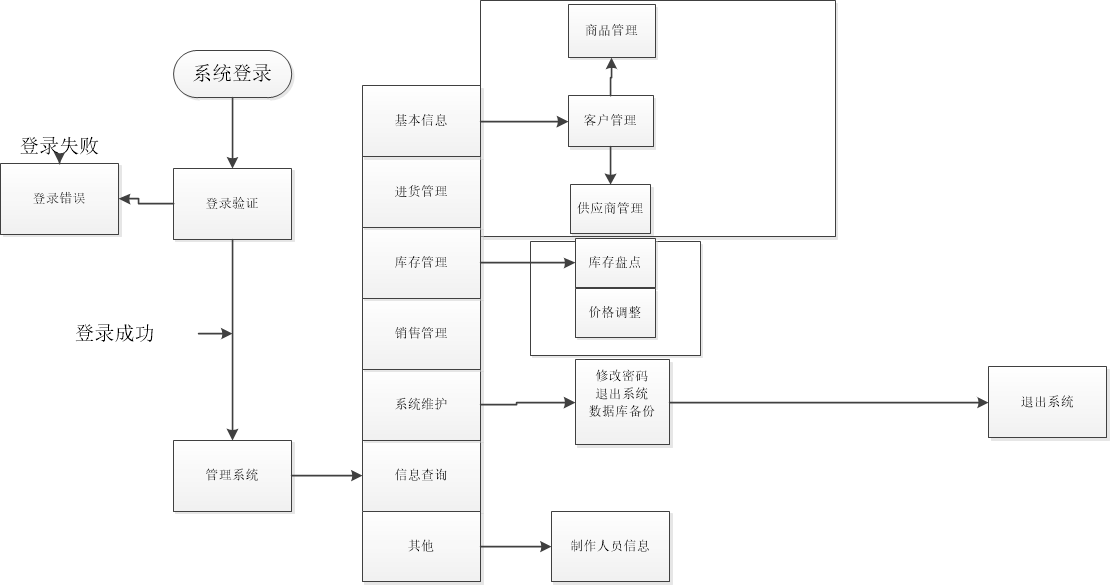 商品管理
系统登录
基本信息
客户管理
登录失败
登录错误
登录验证
进货管理
供应商管理
库存管理
库存盘点
价格调整
登录成功
销售管理
修改密码
退出系统
数据库备份
系统维护
退出系统
管理系统
信息查询
其他
制作人员信息